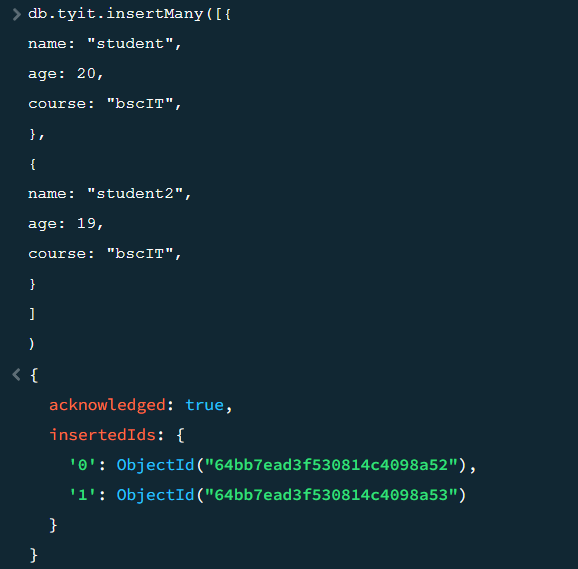 > db.tyit.insertMany([{
name: "student",
age: 20,
course: "bscIT",
},
{
name: "student2",
age: 19,
course: "bscIT",
}
]
)
< {
acknowledged: true,
insertedIds: {
'0': ObjectId("64bb7ead3f530814c4098a52"),
'1': ObjectId("64bb7ead3f530814c4098a53")
}
}